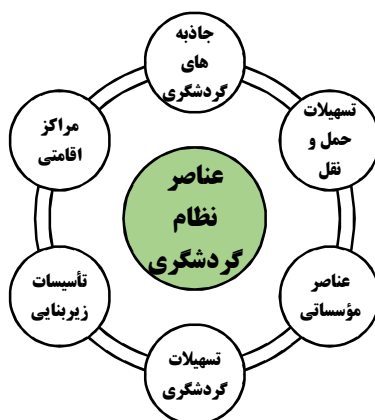 جاذبه
های
گردشگری
تسهیلات
حمل و
نقل
عناصر
مؤسساتی
تسهیلات
گردشگری
تأسیسات
زیربنایی
مراکز
اقامتی
عناصر
نظام
گردشگری